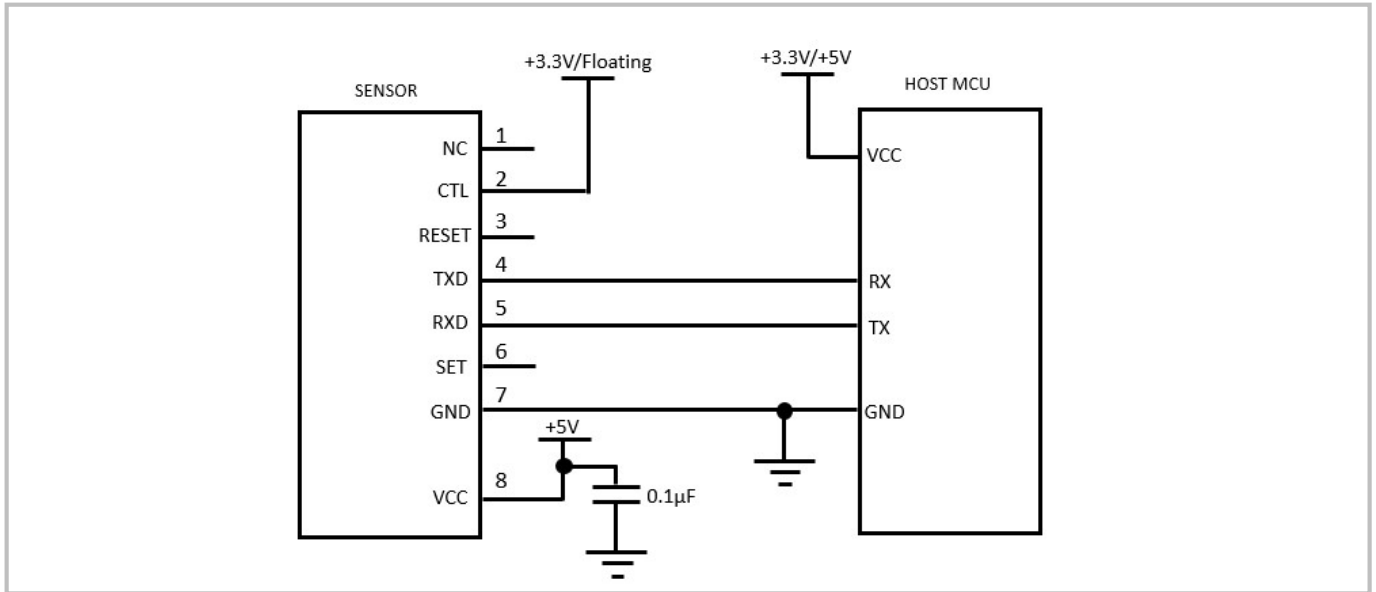 +3.3V/Floating
+3.3V/+5V
SENSOR
HOST MCU
NC 1
CTL 2
RESET 3
TXD 4
RXD 5
SET 6
GND 7
VCC 8
+5V
0.1µF
VCC
RX
TX
GND